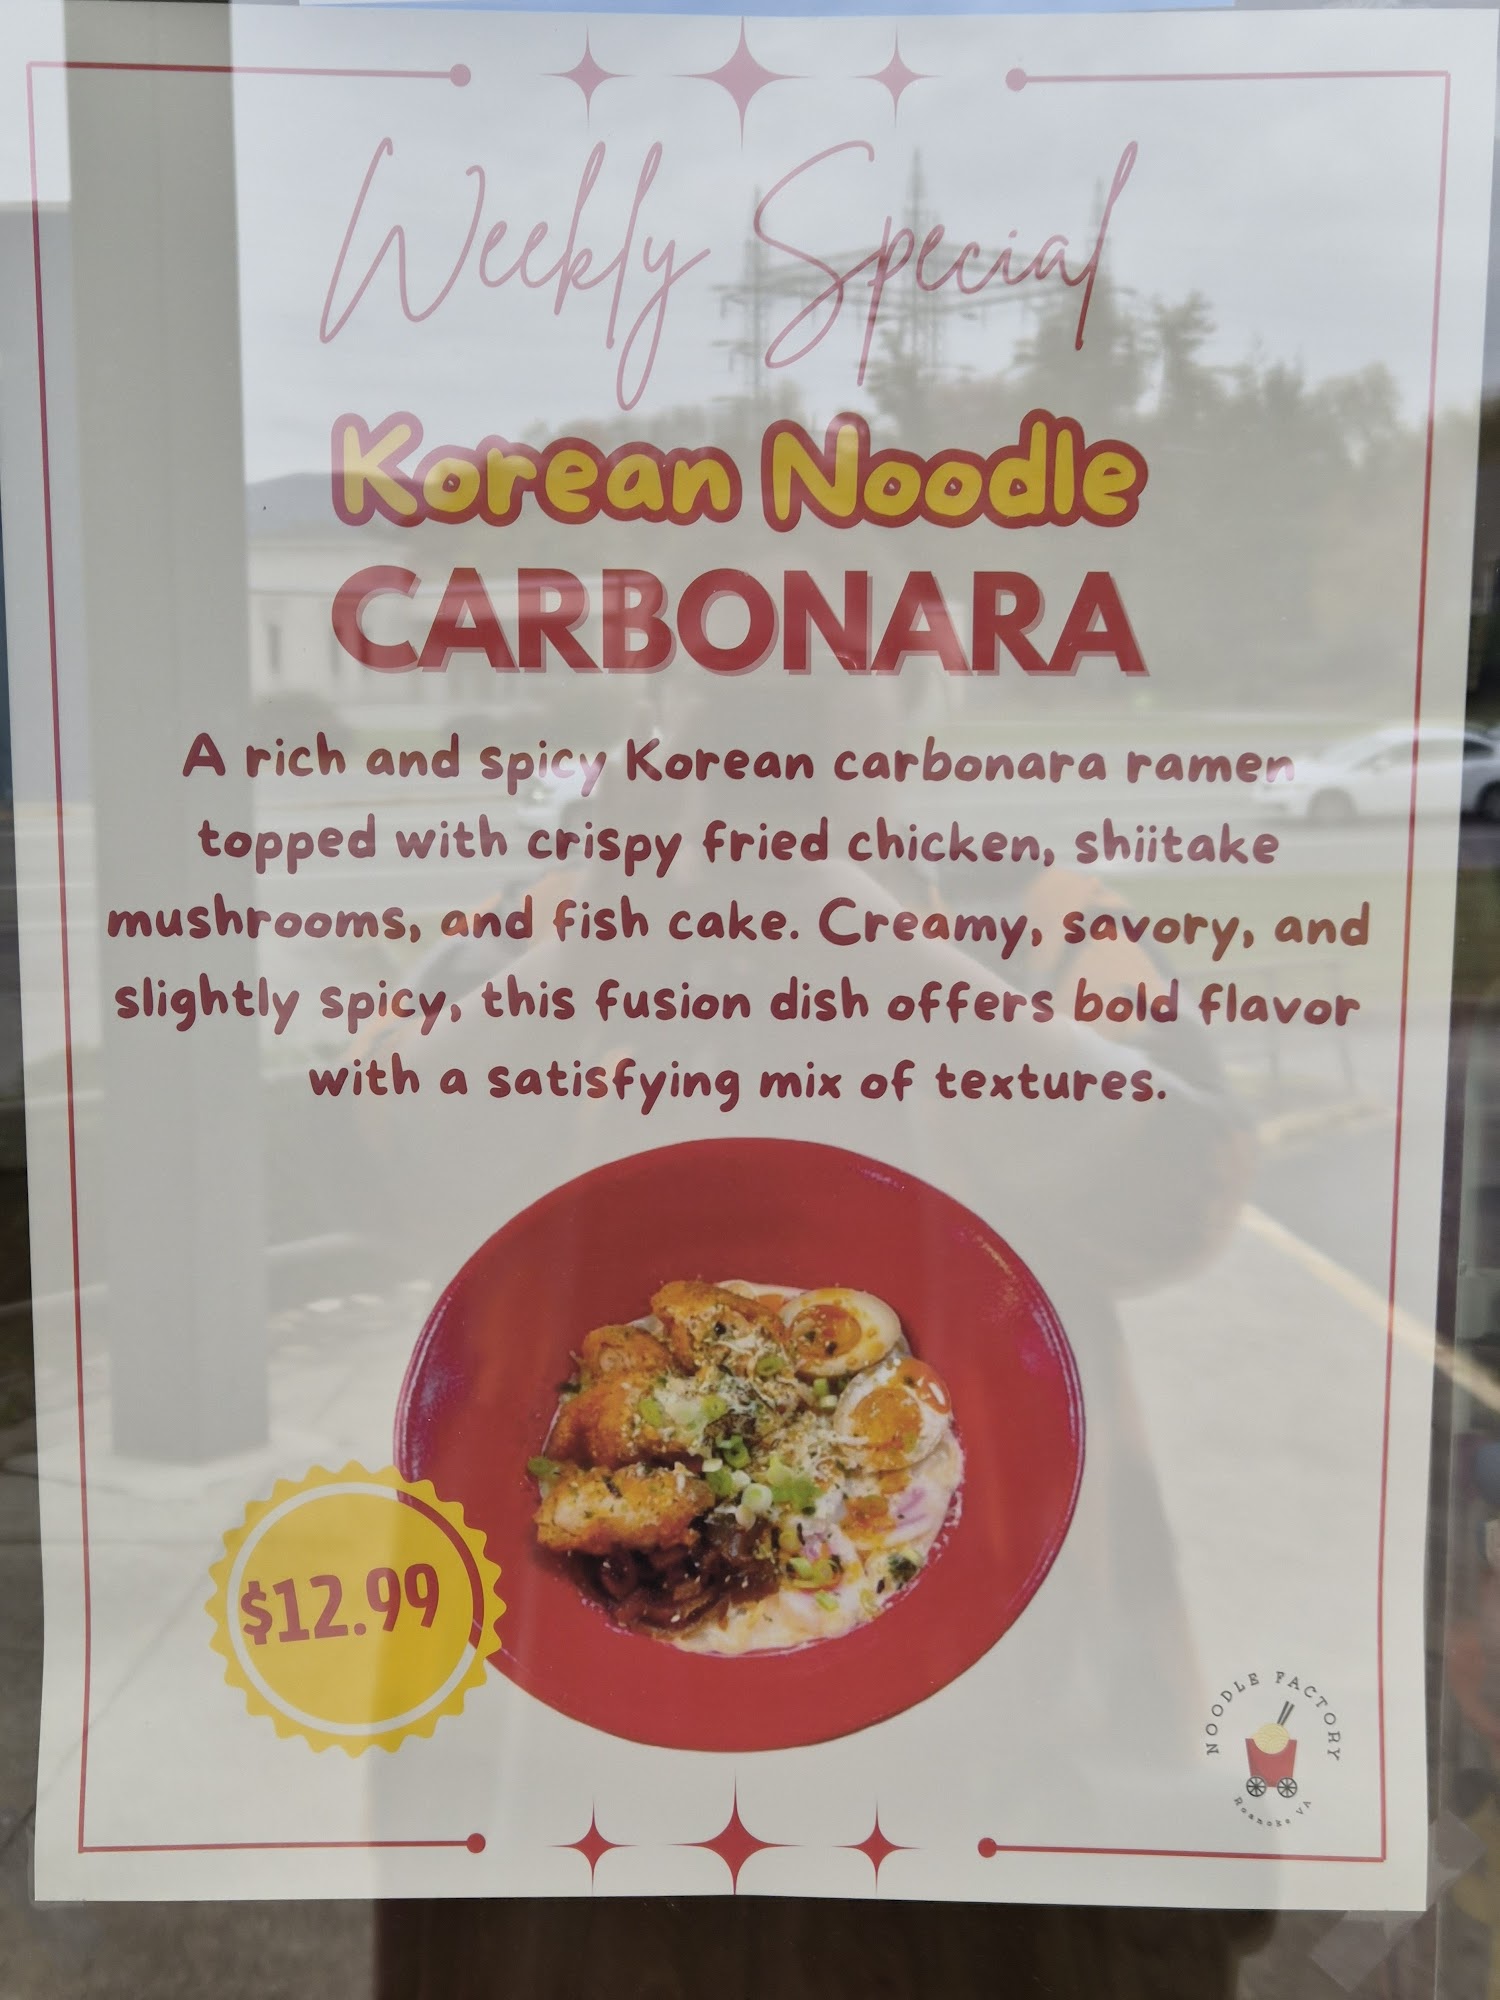 Weekly Special
Korean Noodle
CARBONARA
A rich and spicy Korean carbonara ramen
topped with crispy fried chicken, shiitake
mushrooms, and fish cake. Creamy, savory, and
slightly spicy, this fusion dish offers bold flavor
with a satisfying mix of textures.
$12.99
NOODLE FACTORY
Roanoke VA